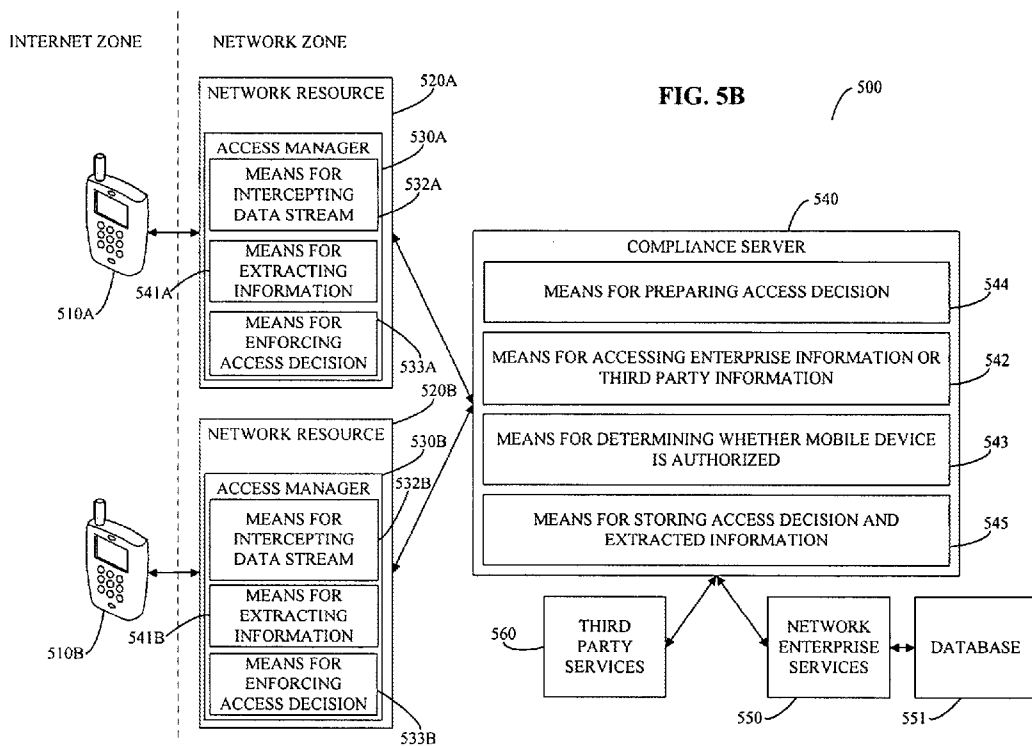 INTERNET ZONE
NETWORK ZONE
FIG. 5B
500
NETWORK RESOURCE
520A
ACCESS MANAGER
530A
MEANS FOR
INTERCEPTING
DATA STREAM
532A
MEANS FOR
EXTRACTING
INFORMATION
541A
MEANS FOR
ENFORCING
ACCESS DECISION
533A
510A
NETWORK RESOURCE
520B
ACCESS MANAGER
530B
MEANS FOR
INTERCEPTING
DATA STREAM
532B
MEANS FOR
EXTRACTING
INFORMATION
541B
MEANS FOR
ENFORCING
ACCESS DECISION
533B
510B
540
COMPLIANCE SERVER
MEANS FOR PREPARING ACCESS DECISION
544
MEANS FOR ACCESSING ENTERPRISE INFORMATION OR
THIRD PARTY INFORMATION
542
MEANS FOR DETERMINING WHETHER MOBILE DEVICE
IS AUTHORIZED
543
MEANS FOR STORING ACCESS DECISION AND
EXTRACTED INFORMATION
545
560
THIRD
PARTY
SERVICES
NETWORK
ENTERPRISE
SERVICES
550
DATABASE
551